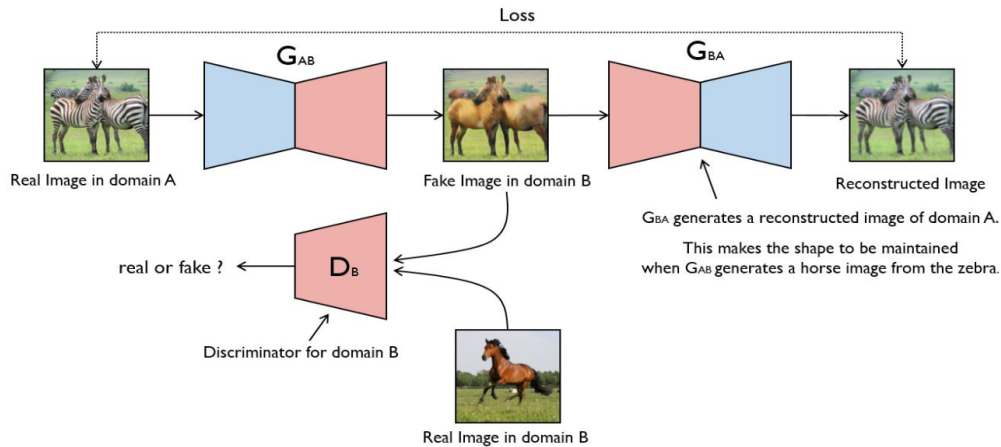 Loss
GAB
GBA
Real Image in domain A
Fake Image in domain B
Reconstructed Image
GBA generates a reconstructed image of domain A.
This makes the shape to be maintained
when GAB generates a horse image from the zebra.
real or fake ?
DB
Discriminator for domain B
Real Image in domain B